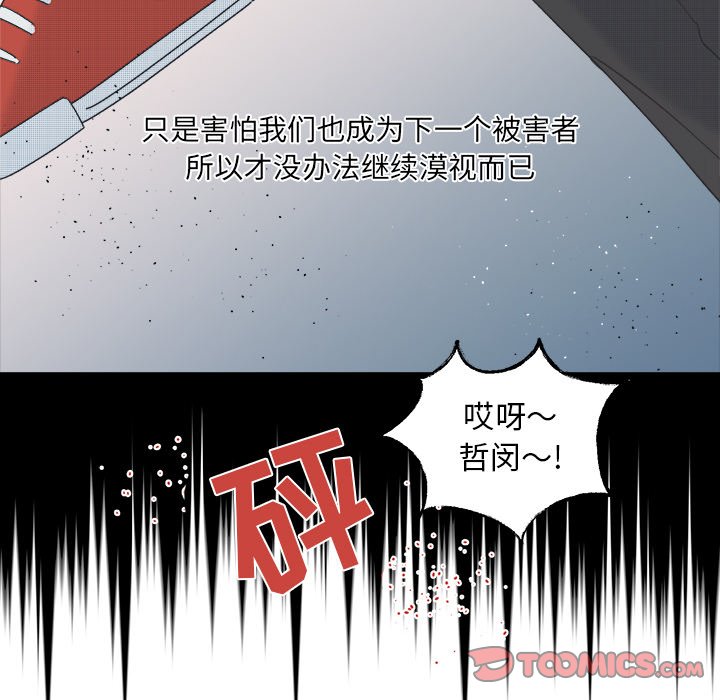 只是害怕我们也成为下一个被害者
所以才没办法继续漠视而已
哎呀～
哲闵～!
砰
TOOMICS.COM